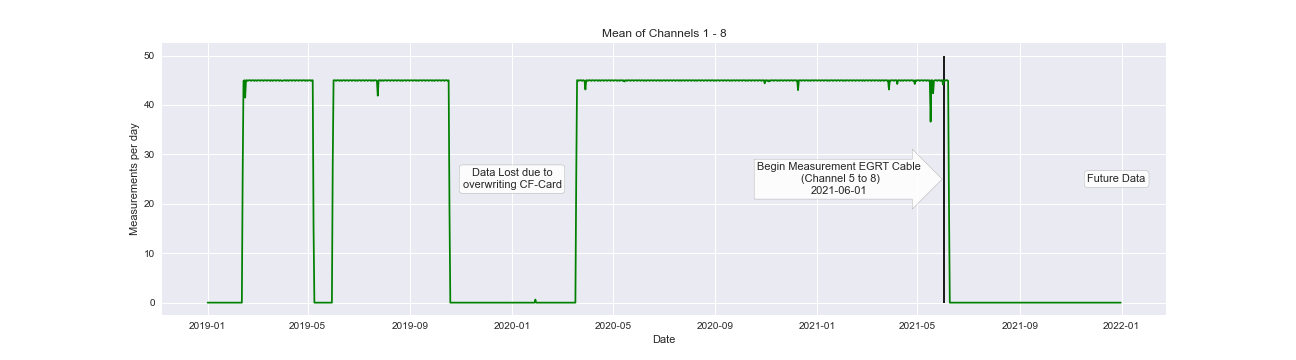 Mean of Channels 1 - 8
Measurements per day
50
40
30
20
10
0
Data Lost due to
overwriting CF-Card
Begin Measurement EGRT Cable
(Channel 5 to 8)
2021-06-01
Future Data
2019-01
2019-05
2019-09
2020-01
2020-05
2020-09
2021-01
2021-05
2021-09
2022-01
Date